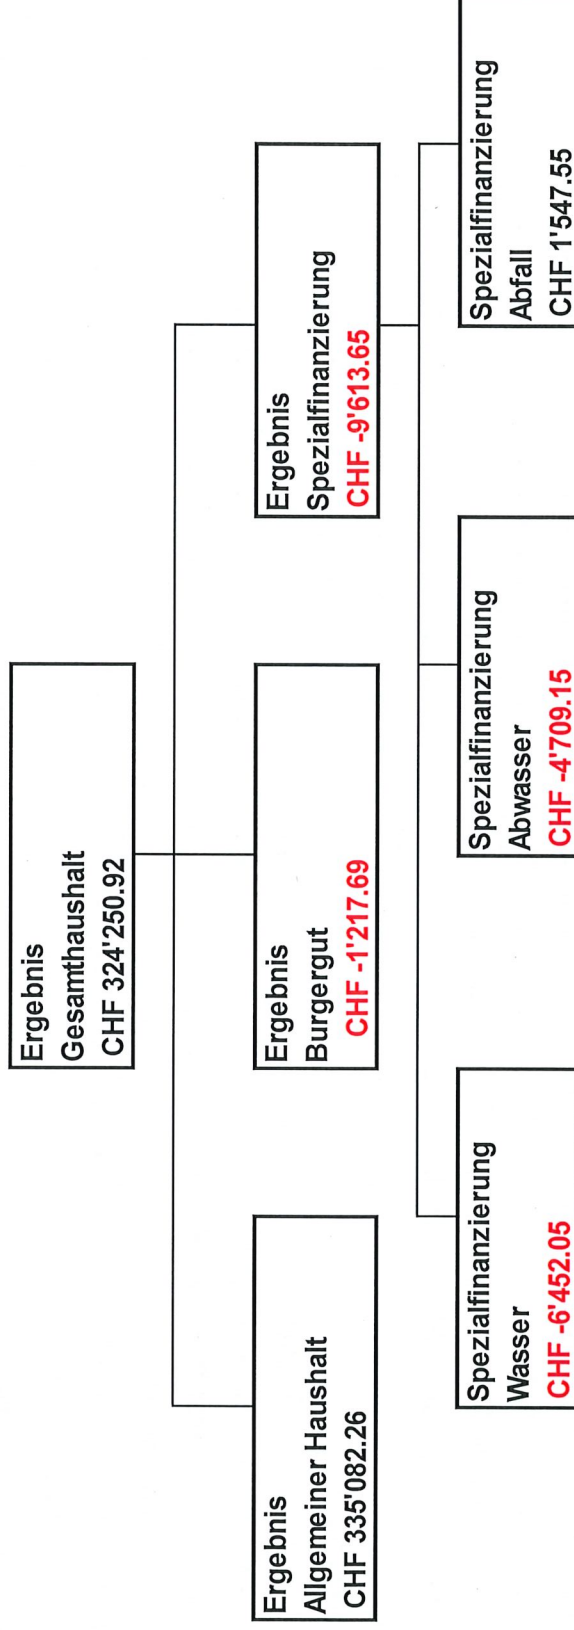 Ergebnis
Gesamthaushalt
CHF 324'250.92
Ergebnis
Allgemeiner Haushalt
CHF 335'082.26
Ergebnis
Burgergut
CHF -1'217.69
Ergebnis
Spezialfinanzierung
CHF -9'613.65
Spezialfinanzierung
Wasser
CHF -6'452.05
Spezialfinanzierung
Abwasser
CHF -4'709.15
Spezialfinanzierung
Abfall
CHF 1'547.55